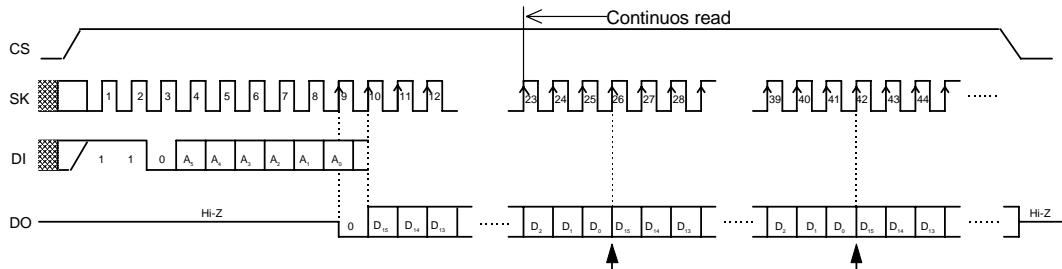 Continuos read
CS
SK 1 2 3 4 5 6 7 8 9 10 11 12 23 24 25 26 27 28 39 40 41 42 43 44
DI 1 1 0 A5 A4 A3 A2 A1 A0
DO Hi-Z 0 D15 D14 D13 D2 D1 D0 D15 D14 D13 D2 D1 D0 D15 D14 D13 Hi-Z